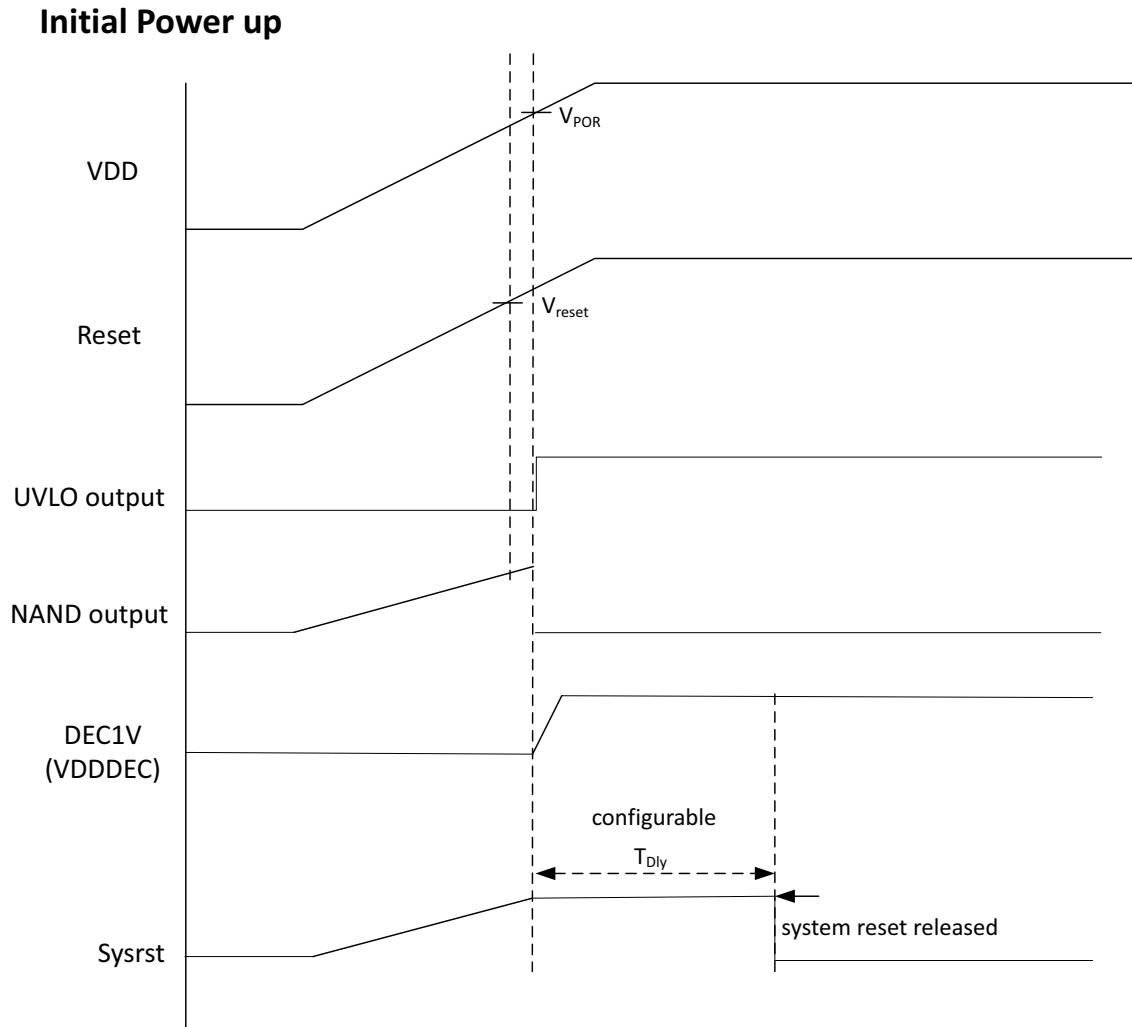 Initial Power up
VPOR
VDD
Vreset
Reset
UVLO output
NAND output
DEC1V
(VDDDEC)
configurable
TDly
system reset released
Sysrst